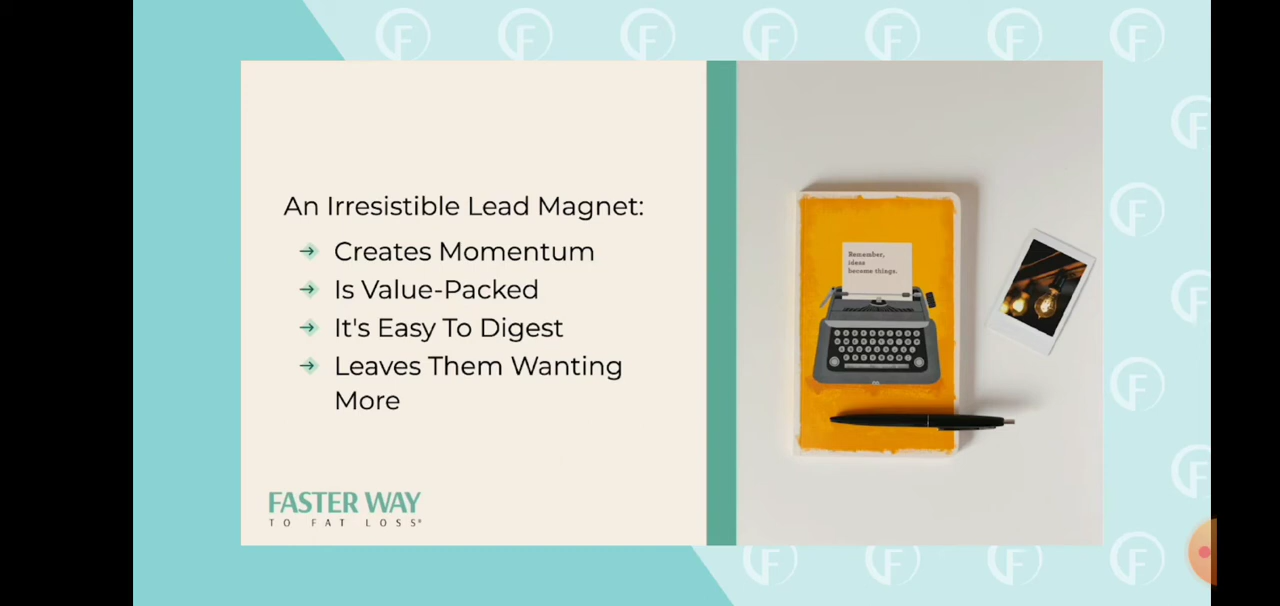 An Irresistible Lead Magnet:
→ Creates Momentum
→ Is Value-Packed
→ It's Easy To Digest
→ Leaves Them Wanting
More
FASTER WAY
TO FAT LOSS®
Remember,
ideas
become things.